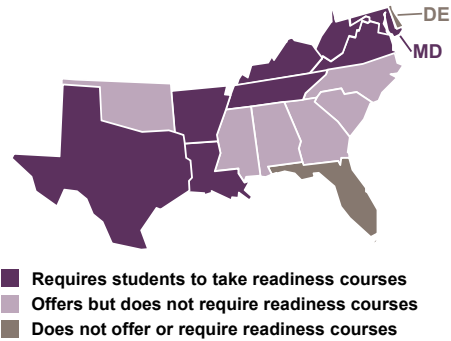 DE
MD
Requires students to take readiness courses
Offers but does not require readiness courses
Does not offer or require readiness courses